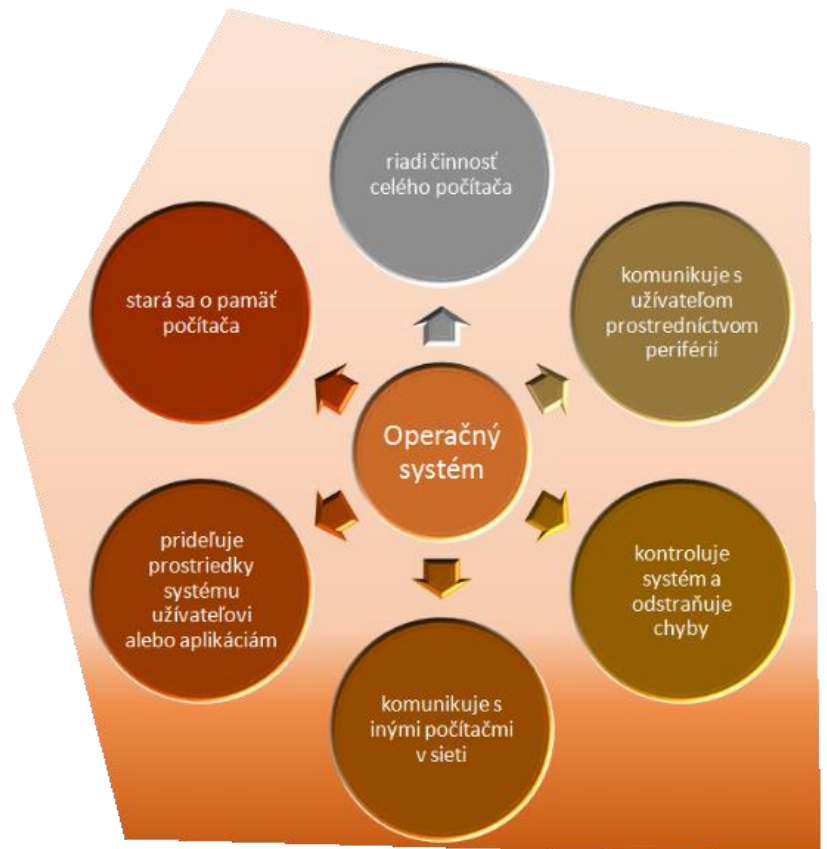 riadi činnosť
celého počítača
komunikuje s
užívateľom
prostredníctvom
periférií
kontroluje
systém a
odstraňuje
chyby
komunikuje s
inými počítačmi
v sieti
prideľuje
prostriedky
systému
užívateľovi
alebo aplikáciám
stará sa o pamäť
počítača
Operačný
systém